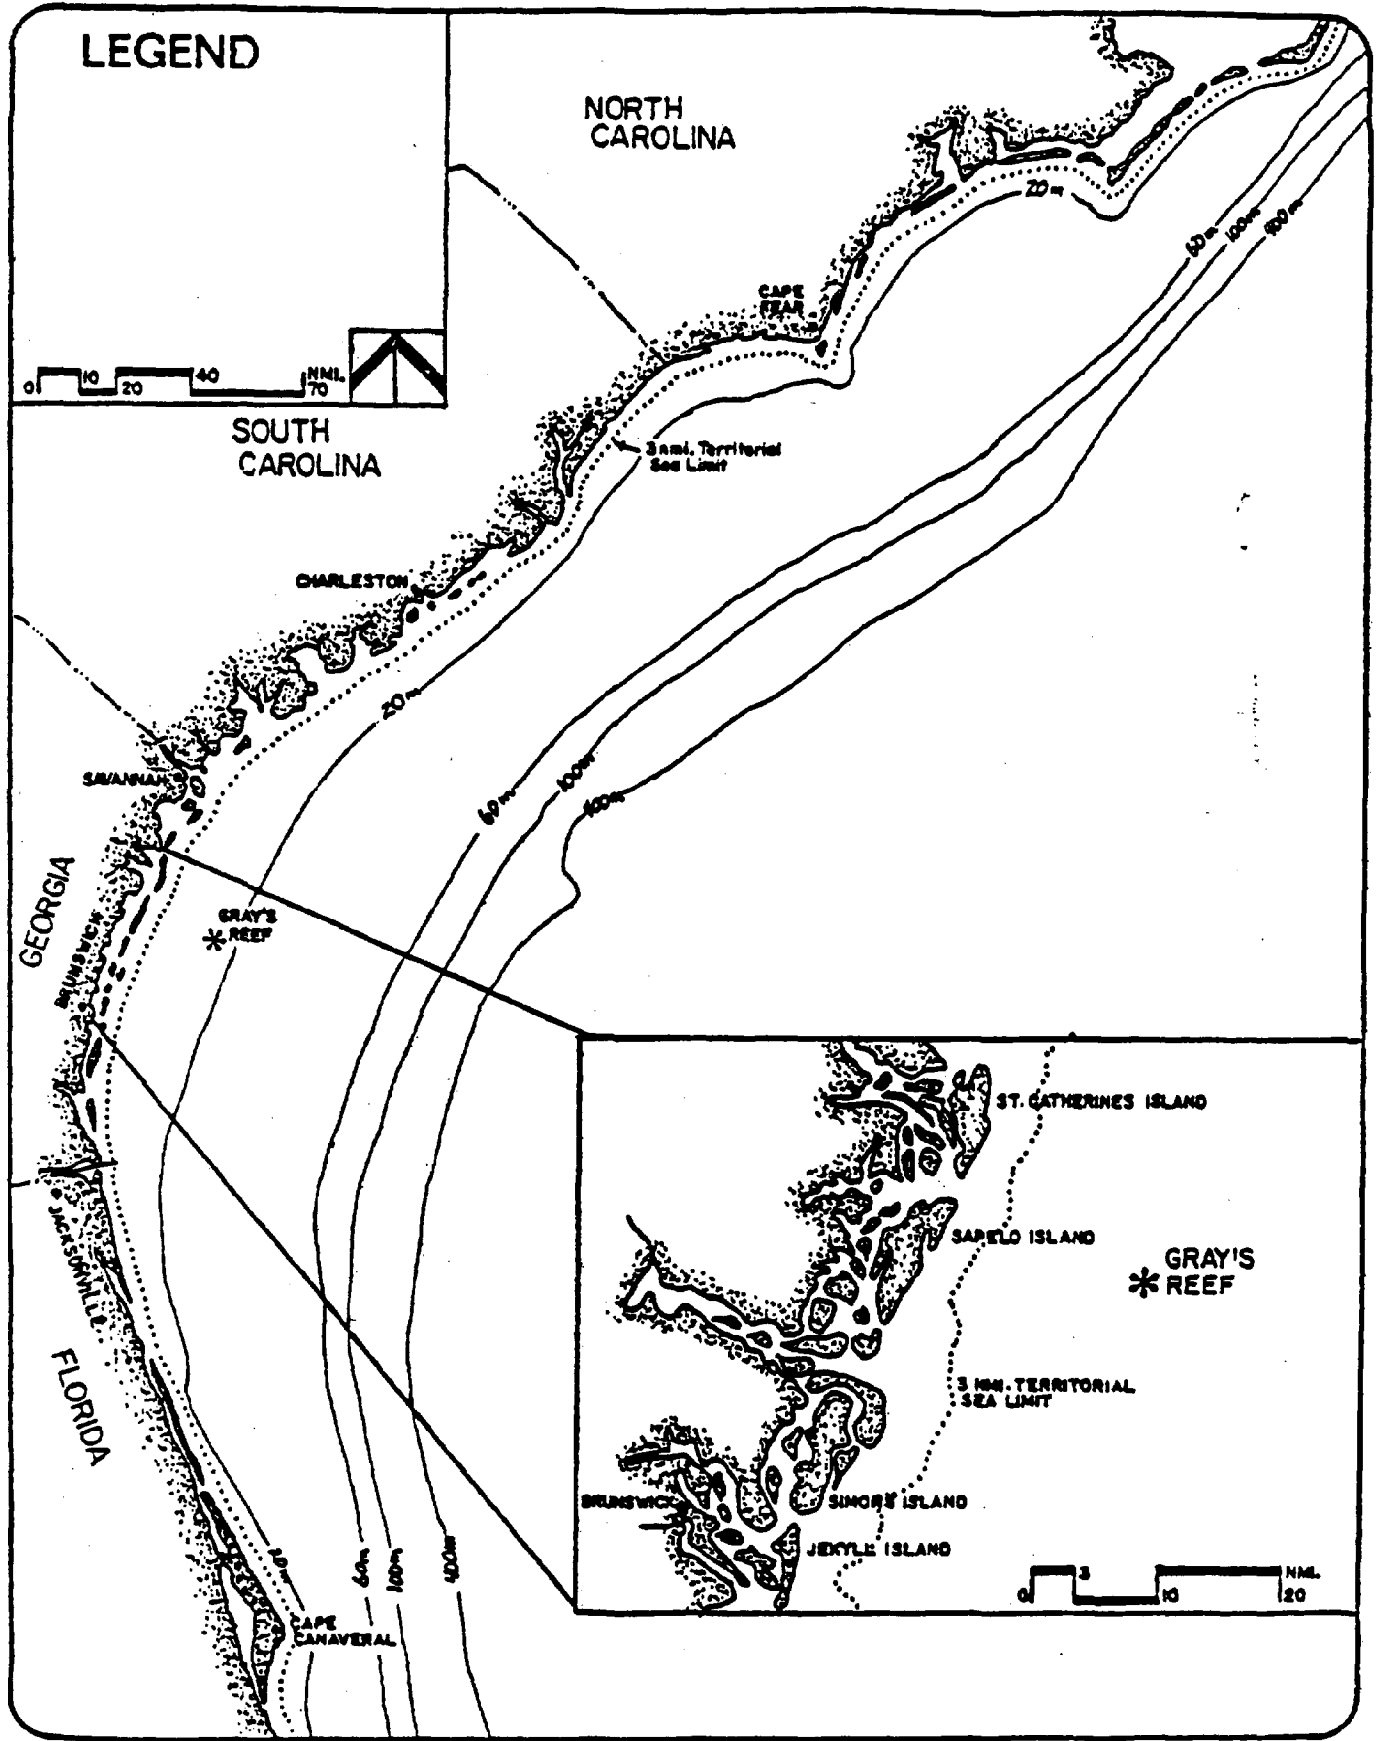 LEGEND
0 10 20 40 NMI. 70
NORTH
CAROLINA
20m
60m
100m
400m
CAPE
FEAR
SOUTH
CAROLINA
3 nmi. Territorial
Sea Limit
CHARLESTON
20m
SAVANNAH
60m
100m
400m
GEORGIA
BRUNSWICK
GRAY'S
REEF
JACKSONVILLE
FLORIDA
20m
60m
100m
400m
CAPE
CANAVERAL
ST. CATHERINES ISLAND
SAPELO ISLAND
GRAY'S
REEF
3 NMI. TERRITORIAL
SEA LIMIT
BRUNSWICK
SIMONS ISLAND
JEKYLL ISLAND
0 10 NMI. 20